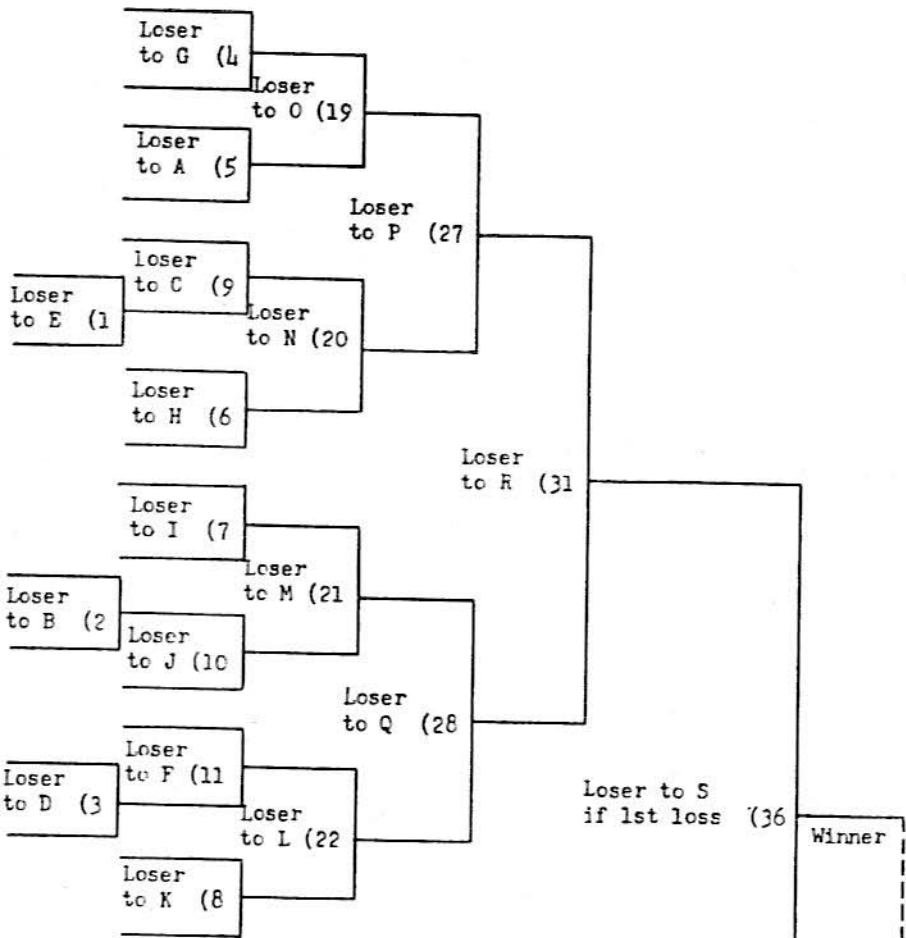 Loser
to G (4
Loser
to O (19
Loser
to A (5
Loser
to P (27
loser
to C (9
Loser
to E (1
Loser
to N (20
Loser
to H (6
Loser
to R (31
Loser
to I (7
Loser
to M (21
Loser
to B (2
Loser
to J (10
Loser
to Q (28
Loser
to F (11
Loser
to D (3
Loser
to L (22
Loser to S
if 1st loss (36
Winner
Loser
to K (8